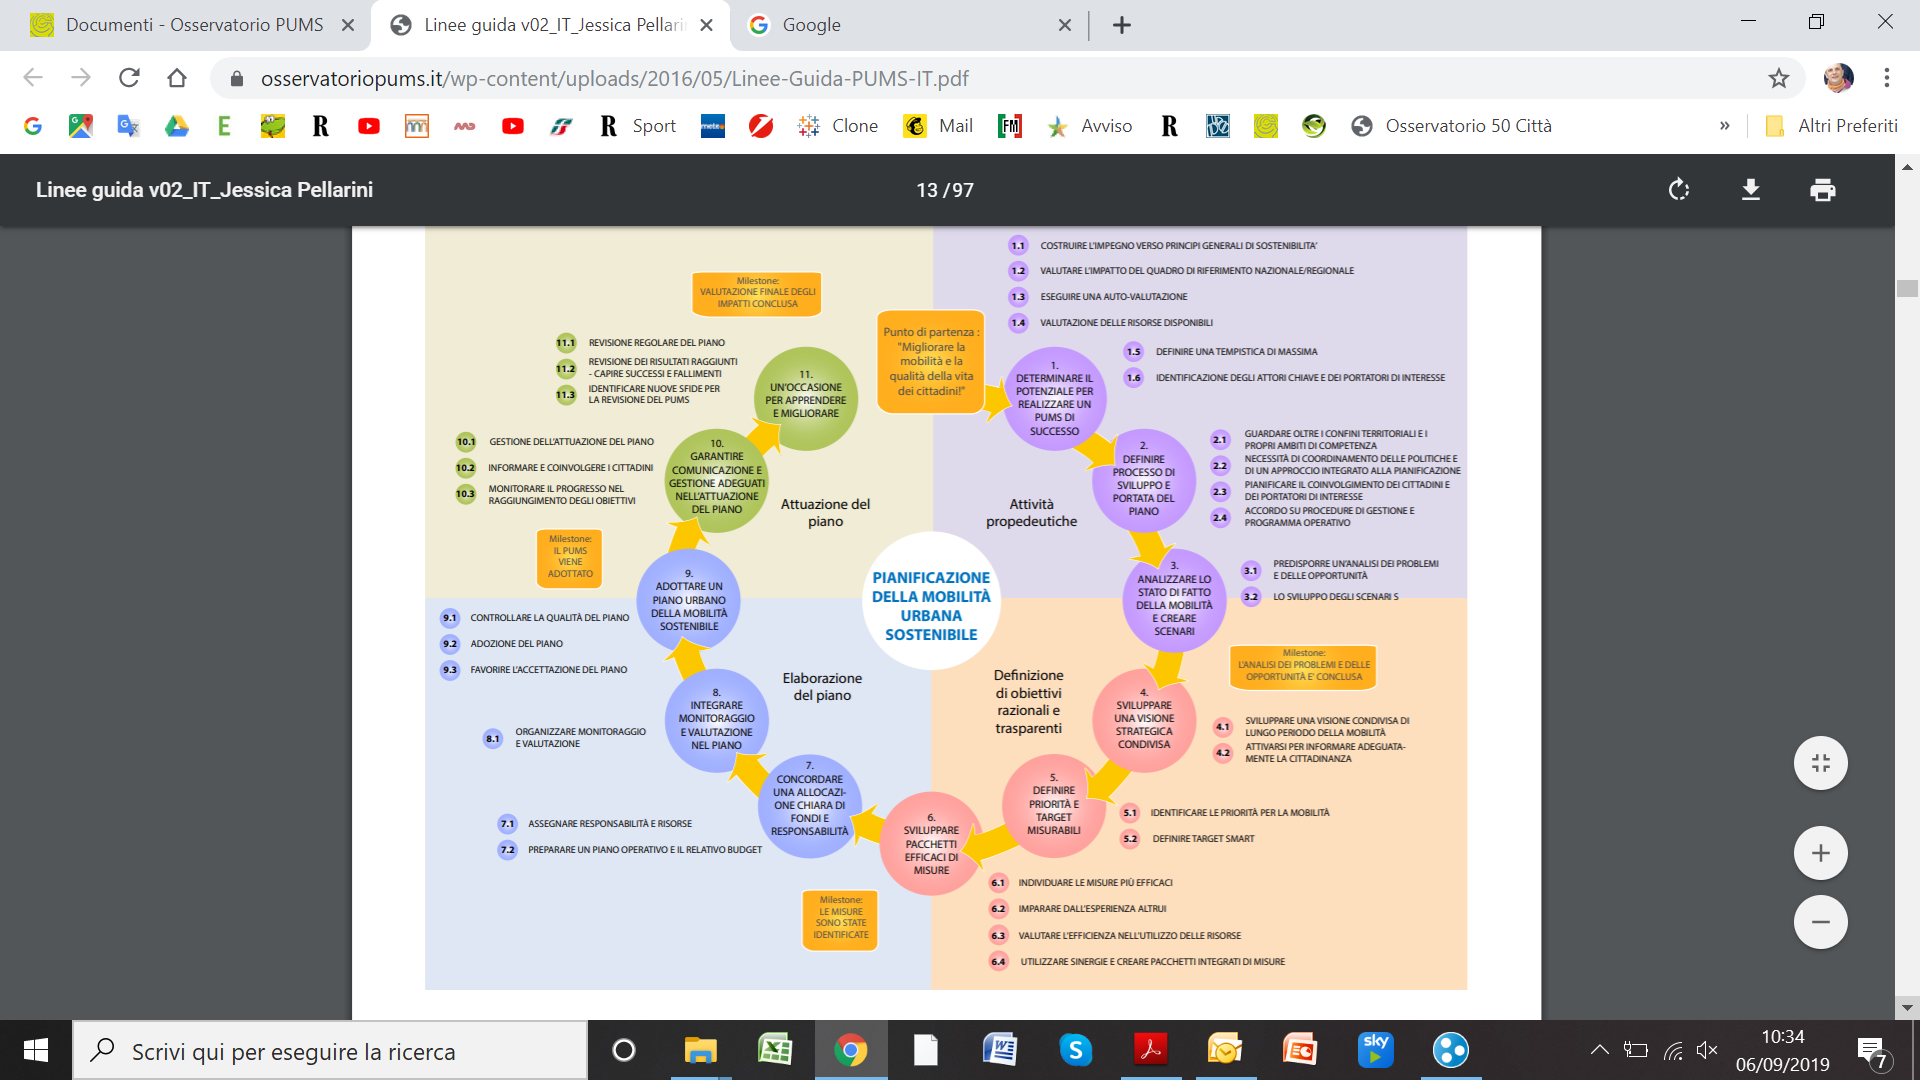 Documenti - Osservatorio PUMS
Linee guida v02_IT_Jessica Pellari
Google
osservatoriopums.it/wp-content/uploads/2016/05/Linee-Guida-PUMS-IT.pdf
Sport
Clone
Mail
Avviso
Osservatorio 50 Città
Altri Preferiti
Linee guida v02_IT_Jessica Pellarini
13 / 97
1.1 COSTRUIRE L'IMPEGNO VERSO PRINCIPI GENERALI DI SOSTENIBILITA'
1.2 VALUTARE L'IMPATTO DEL QUADRO DI RIFERIMENTO NAZIONALE/REGIONALE
1.3 ESEGUIRE UNA AUTO-VALUTAZIONE
1.4 VALUTAZIONE DELLE RISORSE DISPONIBILI
1.5 DEFINIRE UNA TEMPISTICA DI MASSIMA
1.6 IDENTIFICAZIONE DEGLI ATTORI CHIAVE E DEI PORTATORI DI INTERESSE
Milestone:
VALUTAZIONE FINALE DEGLI
IMPATTI CONCLUSA
Punto di partenza :
"Migliorare la
mobilità e la
qualità della vita
dei cittadini!"
11.1 REVISIONE REGOLARE DEL PIANO
11.2 REVISIONE DEI RISULTATI RAGGIUNTI
- CAPIRE SUCCESSI E FALLIMENTI
11.3 IDENTIFICARE NUOVE SFIDE PER
LA REVISIONE DEL PUMS
11.
UN'OCCASIONE
PER APPRENDERE
E MIGLIORARE
1.
DETERMINARE IL
POTENZIALE PER
REALIZZARE UN
PUMS DI
SUCCESSO
10.1 GESTIONE DELL'ATTUAZIONE DEL PIANO
10.2 INFORMARE E COINVOLGERE I CITTADINI
10.3 MONITORARE IL PROGRESSO NEL
RAGGIUNGIMENTO DEGLI OBIETTIVI
10.
GARANTIRE
COMUNICAZIONE E
GESTIONE ADEGUATI
NELL'ATTUAZIONE
DEL PIANO
2.
DEFINIRE
PROCESSO DI
SVILUPPO E
PORTATA DEL
PIANO
2.1 GUARDARE OLTRE I CONFINI TERRITORIALI E I
PROPRI AMBITI DI COMPETENZA
2.2 NECESSITÀ DI COORDINAMENTO DELLE POLITICHE E
DI UN APPROCCIO INTEGRATO ALLA PIANIFICAZIONE
2.3 PIANIFICARE IL COINVOLGIMENTO DEI CITTADINI E
DEI PORTATORI DI INTERESSE
2.4 ACCORDO SU PROCEDURE DI GESTIONE E
PROGRAMMA OPERATIVO
Attuazione del
piano
Attività
propedeutiche
Milestone:
IL PUMS
VIENE
ADOTTATO
9.
ADOTTARE UN
PIANO URBANO
DELLA MOBILITÀ
SOSTENIBILE
PIANIFICAZIONE
DELLA MOBILITÀ
URBANA
SOSTENIBILE
3.
ANALIZZARE LO
STATO DI FATTO
DELLA MOBILITÀ
E CREARE
SCENARI
3.1 PREDISPORRE UN'ANALISI DEI PROBLEMI
E DELLE OPPORTUNITÀ
3.2 LO SVILUPPO DEGLI SCENARI S
9.1 CONTROLLARE LA QUALITÀ DEL PIANO
9.2 ADOZIONE DEL PIANO
9.3 FAVORIRE L'ACCETTAZIONE DEL PIANO
Milestone:
L'ANALISI DEI PROBLEMI E DELLE
OPPORTUNITA E' CONCLUSA
Elaborazione
del piano
Definizione
di obiettivi
razionali e
trasparenti
8.
INTEGRARE
MONITORAGGIO
E VALUTAZIONE
NEL PIANO
4.
SVILUPPARE
UNA VISIONE
STRATEGICA
CONDIVISA
4.1 SVILUPPARE UNA VISIONE CONDIVISA DI
LUNGO PERIODO DELLA MOBILITÀ
4.2 ATTIVARSI PER INFORMARE ADEGUATA-
MENTE LA CITTADINANZA
8.1 ORGANIZZARE MONITORAGGIO
E VALUTAZIONE
7.
CONCORDARE
UNA ALLOCAZI-
ONE CHIARA DI
FONDI E
RESPONSABILITÀ
5.
DEFINIRE
PRIORITÀ E
TARGET
MISURABILI
5.1 IDENTIFICARE LE PRIORITÀ PER LA MOBILITÀ
5.2 DEFINIRE TARGET SMART
7.1 ASSEGNARE RESPONSABILITÀ E RISORSE
7.2 PREPARARE UN PIANO OPERATIVO E IL RELATIVO BUDGET
6.
SVILUPPARE
PACCHETTI
EFFICACI DI
MISURE
Milestone:
LE MISURE
SONO STATE
IDENTIFICATE
6.1 INDIVIDUARE LE MISURE PIÙ EFFICACI
6.2 IMPARARE DALL'ESPERIENZA ALTRUI
6.3 VALUTARE L'EFFICIENZA NELL'UTILIZZO DELLE RISORSE
6.4 UTILIZZARE SINERGIE E CREARE PACCHETTI INTEGRATI DI MISURE
Scrivi qui per eseguire la ricerca
sky
10:34
06/09/2019
7